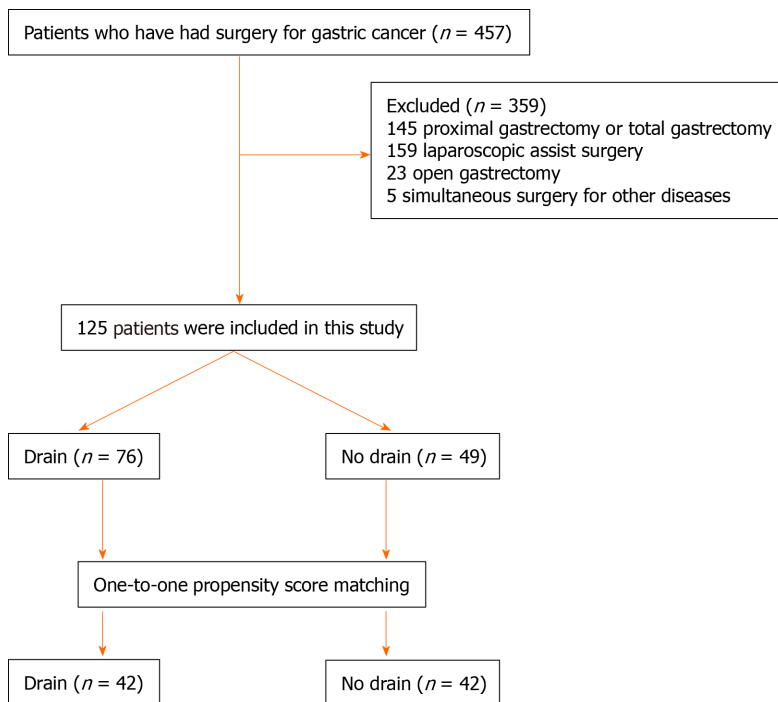 Patients who have had surgery for gastric cancer (n = 457)
Excluded (n = 359)
145 proximal gastrectomy or total gastrectomy
159 laparoscopic assist surgery
23 open gastrectomy
5 simultaneous surgery for other diseases
125 patients were included in this study
Drain (n = 76)
No drain (n = 49)
One-to-one propensity score matching
Drain (n = 42)
No drain (n = 42)